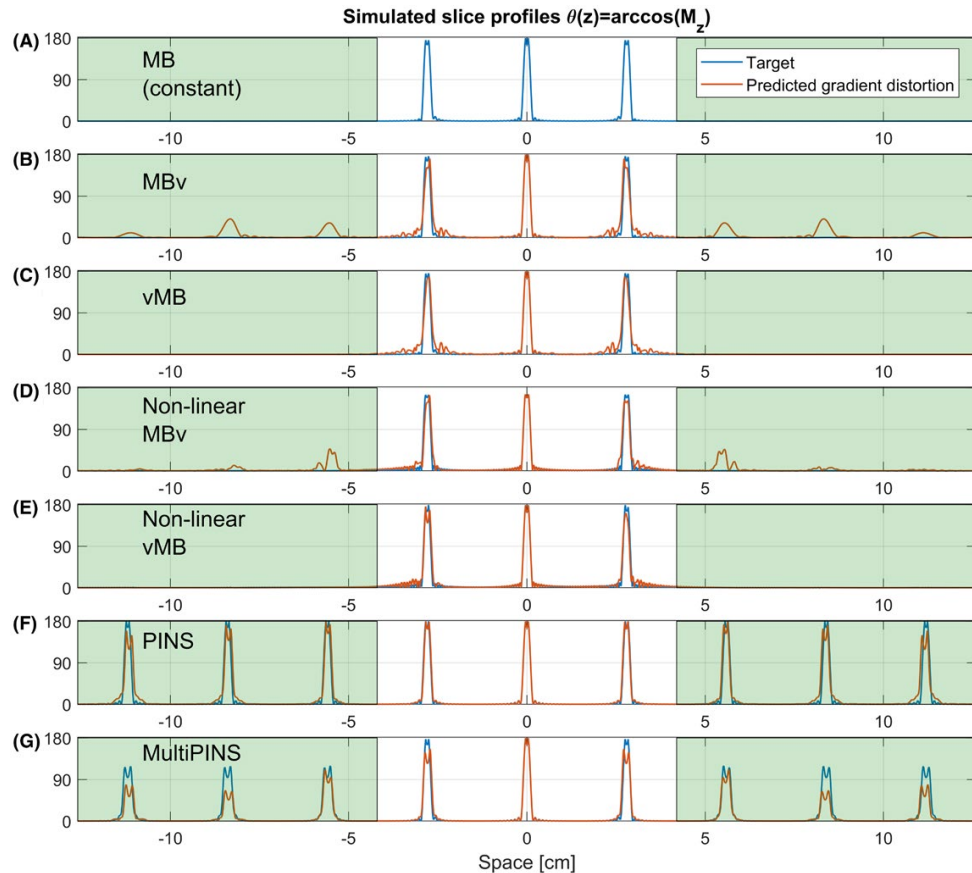 Simulated slice profiles θ(z)=arccos(M_z)
(A) 180
MB
(constant)
90
0
Target
Predicted gradient distortion
-10 -5 0 5 10
(B) 180
MBv
90
0
-10 -5 0 5 10
(C) 180
vMB
90
0
-10 -5 0 5 10
(D) 180
Non-linear
MBv
90
0
-10 -5 0 5 10
(E) 180
Non-linear
vMB
90
0
-10 -5 0 5 10
(F) 180
PINS
90
0
-10 -5 0 5 10
(G) 180
MultiPINS
90
0
-10 -5 0 5 10
Space [cm]